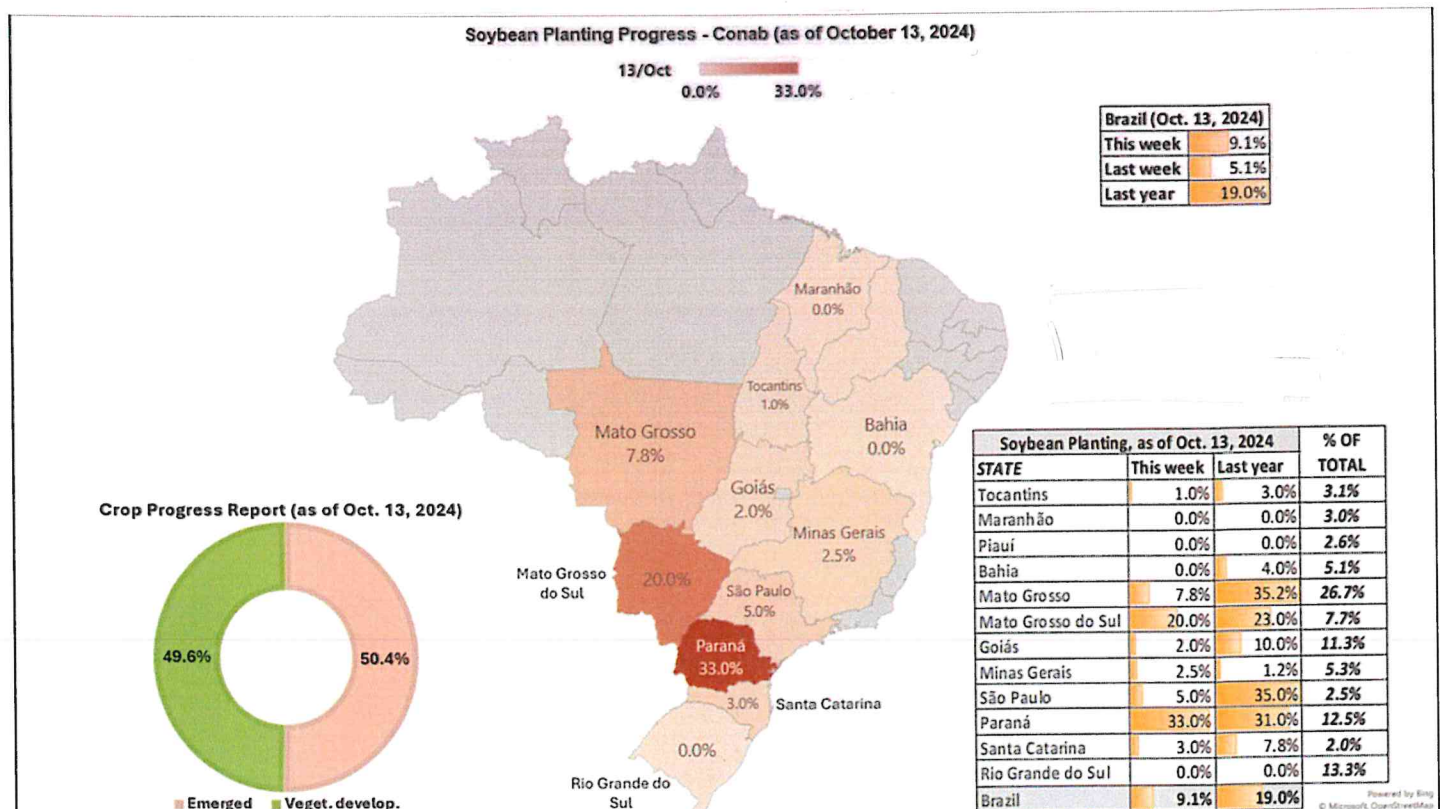 Soybean Planting Progress - Conab (as of October 13, 2024)
13/Oct
0.0% 33.0%
Brazil (Oct. 13, 2024)
This week 9.1%
Last week 5.1%
Last year 19.0%
Maranhão
0.0%
Tocantins
1.0%
Bahia
0.0%
Mato Grosso
7.8%
Goiás
2.0%
Minas Gerais
2.5%
Mato Grosso
do Sul
20.0%
São Paulo
5.0%
Paraná
33.0%
3.0% Santa Catarina
0.0%
Rio Grande do
Sul
Crop Progress Report (as of Oct. 13, 2024)
49.6% 50.4%
Emerged Veget. develop.
Soybean Planting, as of Oct. 13, 2024 % OF
STATE This week Last year TOTAL
Tocantins 1.0% 3.0% 3.1%
Maranhão 0.0% 0.0% 3.0%
Piauí 0.0% 0.0% 2.6%
Bahia 0.0% 4.0% 5.1%
Mato Grosso 7.8% 35.2% 26.7%
Mato Grosso do Sul 20.0% 23.0% 7.7%
Goiás 2.0% 10.0% 11.3%
Minas Gerais 2.5% 1.2% 5.3%
São Paulo 5.0% 35.0% 2.5%
Paraná 33.0% 31.0% 12.5%
Santa Catarina 3.0% 7.8% 2.0%
Rio Grande do Sul 0.0% 0.0% 13.3%
Brazil 9.1% 19.0%
Powered by Bing
© Microsoft, OpenStreetMap